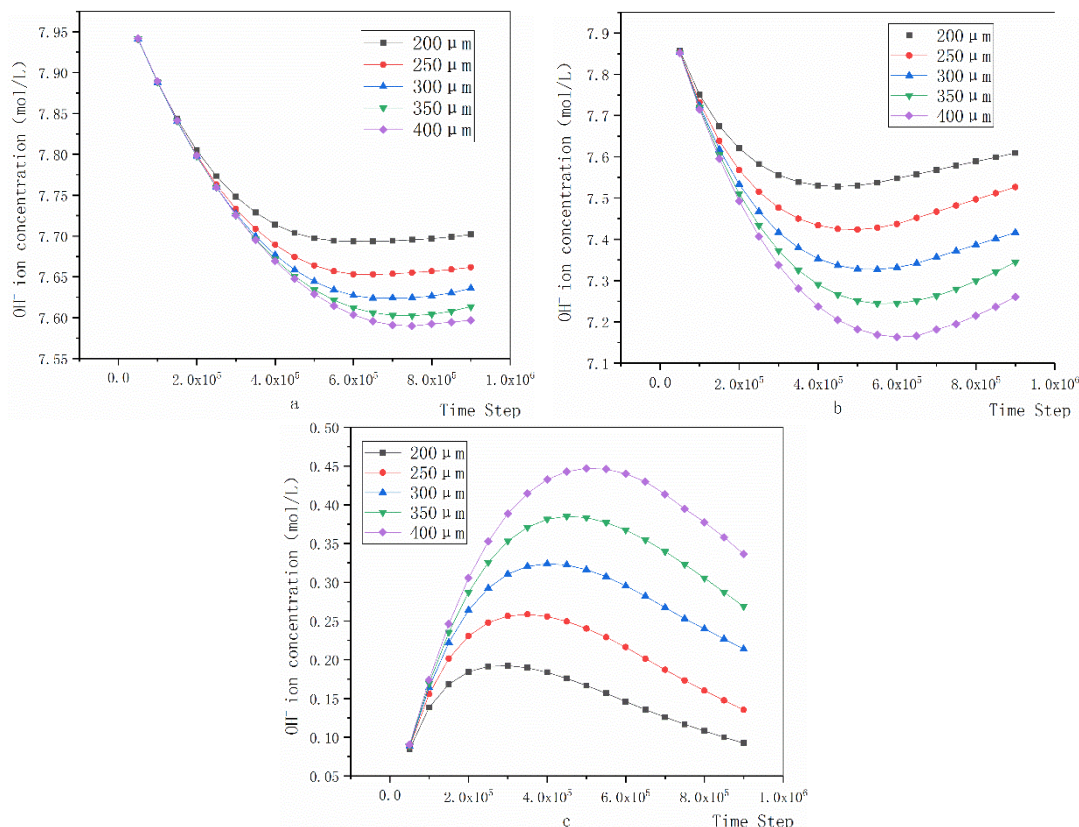 OH⁻ ion concentration (mol/L)
7.95
7.90
7.85
7.80
7.75
7.70
7.65
7.60
7.55
200 μm
250 μm
300 μm
350 μm
400 μm
0.0 2.0x10⁵ 4.0x10⁵ 6.0x10⁵ 8.0x10⁵ 1.0x10⁶
a Time Step
OH⁻ ion concentration (mol/L)
7.9
7.8
7.7
7.6
7.5
7.4
7.3
7.2
7.1
200 μm
250 μm
300 μm
350 μm
400 μm
0.0 2.0x10⁵ 4.0x10⁵ 6.0x10⁵ 8.0x10⁵ 1.0x10⁶
b Time Step
OH⁻ ion concentration (mol/L)
0.50
0.45
0.40
0.35
0.30
0.25
0.20
0.15
0.10
0.05
200 μm
250 μm
300 μm
350 μm
400 μm
0.0 2.0x10⁵ 4.0x10⁵ 6.0x10⁵ 8.0x10⁵ 1.0x10⁶
c Time Step